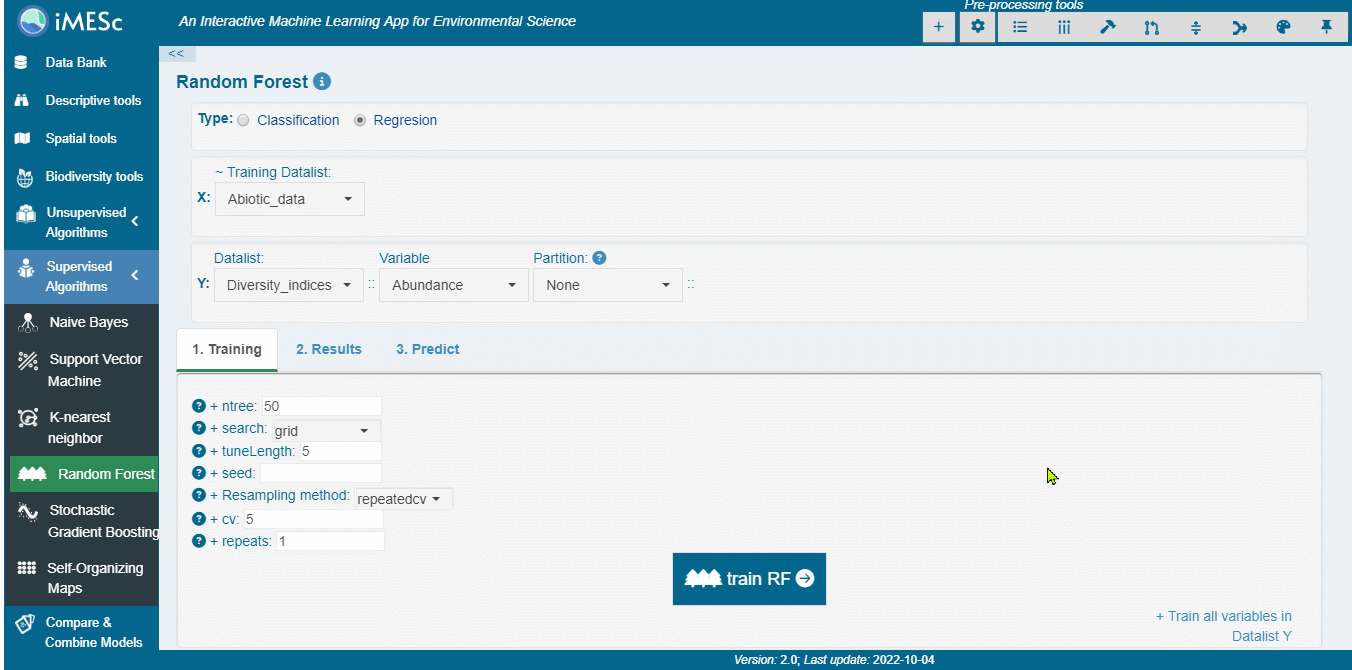 iMESc
An Interactive Machine Learning App for Environmental Science
Pre-processing tools
+
Data Bank
Descriptive tools
Spatial tools
Biodiversity tools
Unsupervised
Algorithms
Supervised
Algorithms
Naive Bayes
Support Vector
Machine
K-nearest
neighbor
Random Forest
Stochastic
Gradient Boosting
Self-Organizing
Maps
Compare &
Combine Models
<<
Random Forest
Type: Classification Regresion
~ Training Datalist:
X: Abiotic_data
Datalist: Variable Partition:
Y: Diversity_indices :: Abundance None ::
1. Training 2. Results 3. Predict
+ ntree: 50
+ search: grid
+ tuneLength: 5
+ seed:
+ Resampling method: repeatedcv
+ cv: 5
+ repeats: 1
train RF
+ Train all variables in
Datalist Y
Version: 2.0; Last update: 2022-10-04